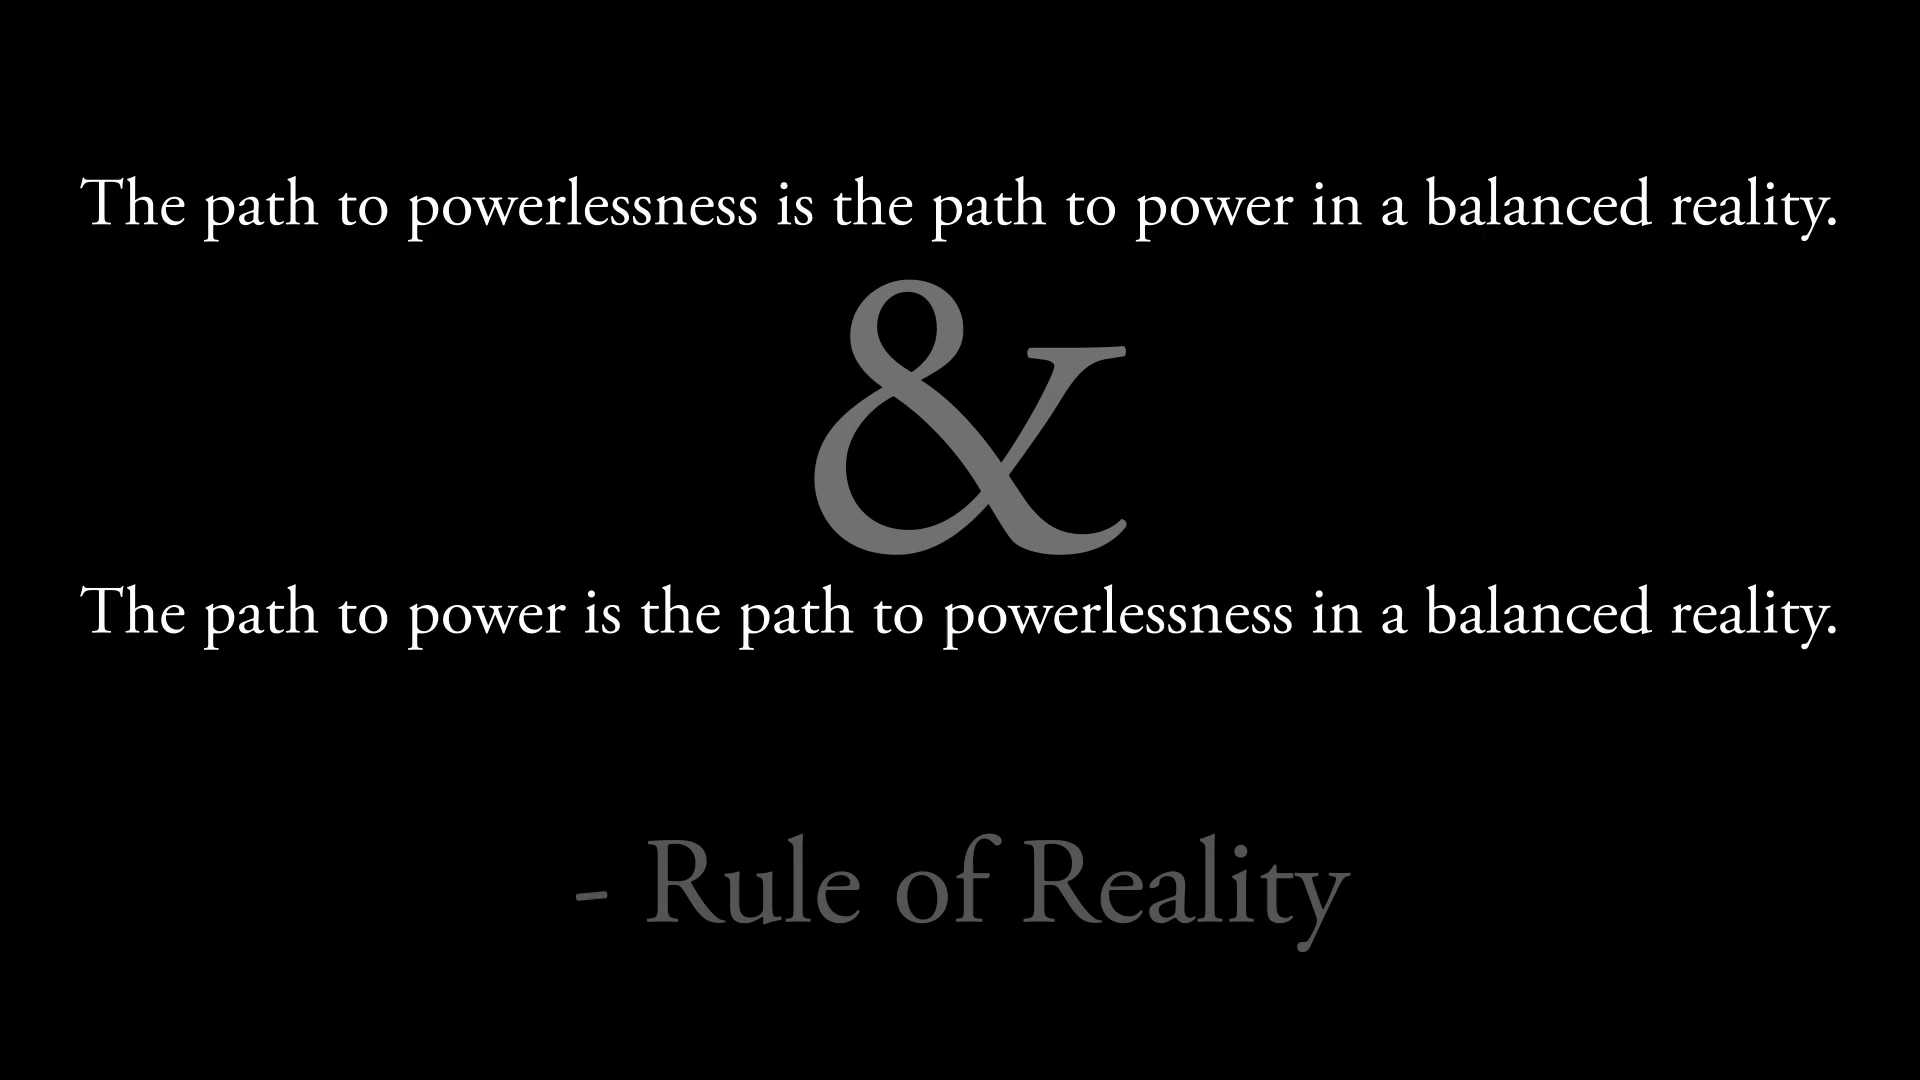 The path to powerlessness is the path to power in a balanced reality.
&
The path to power is the path to powerlessness in a balanced reality.
- Rule of Reality